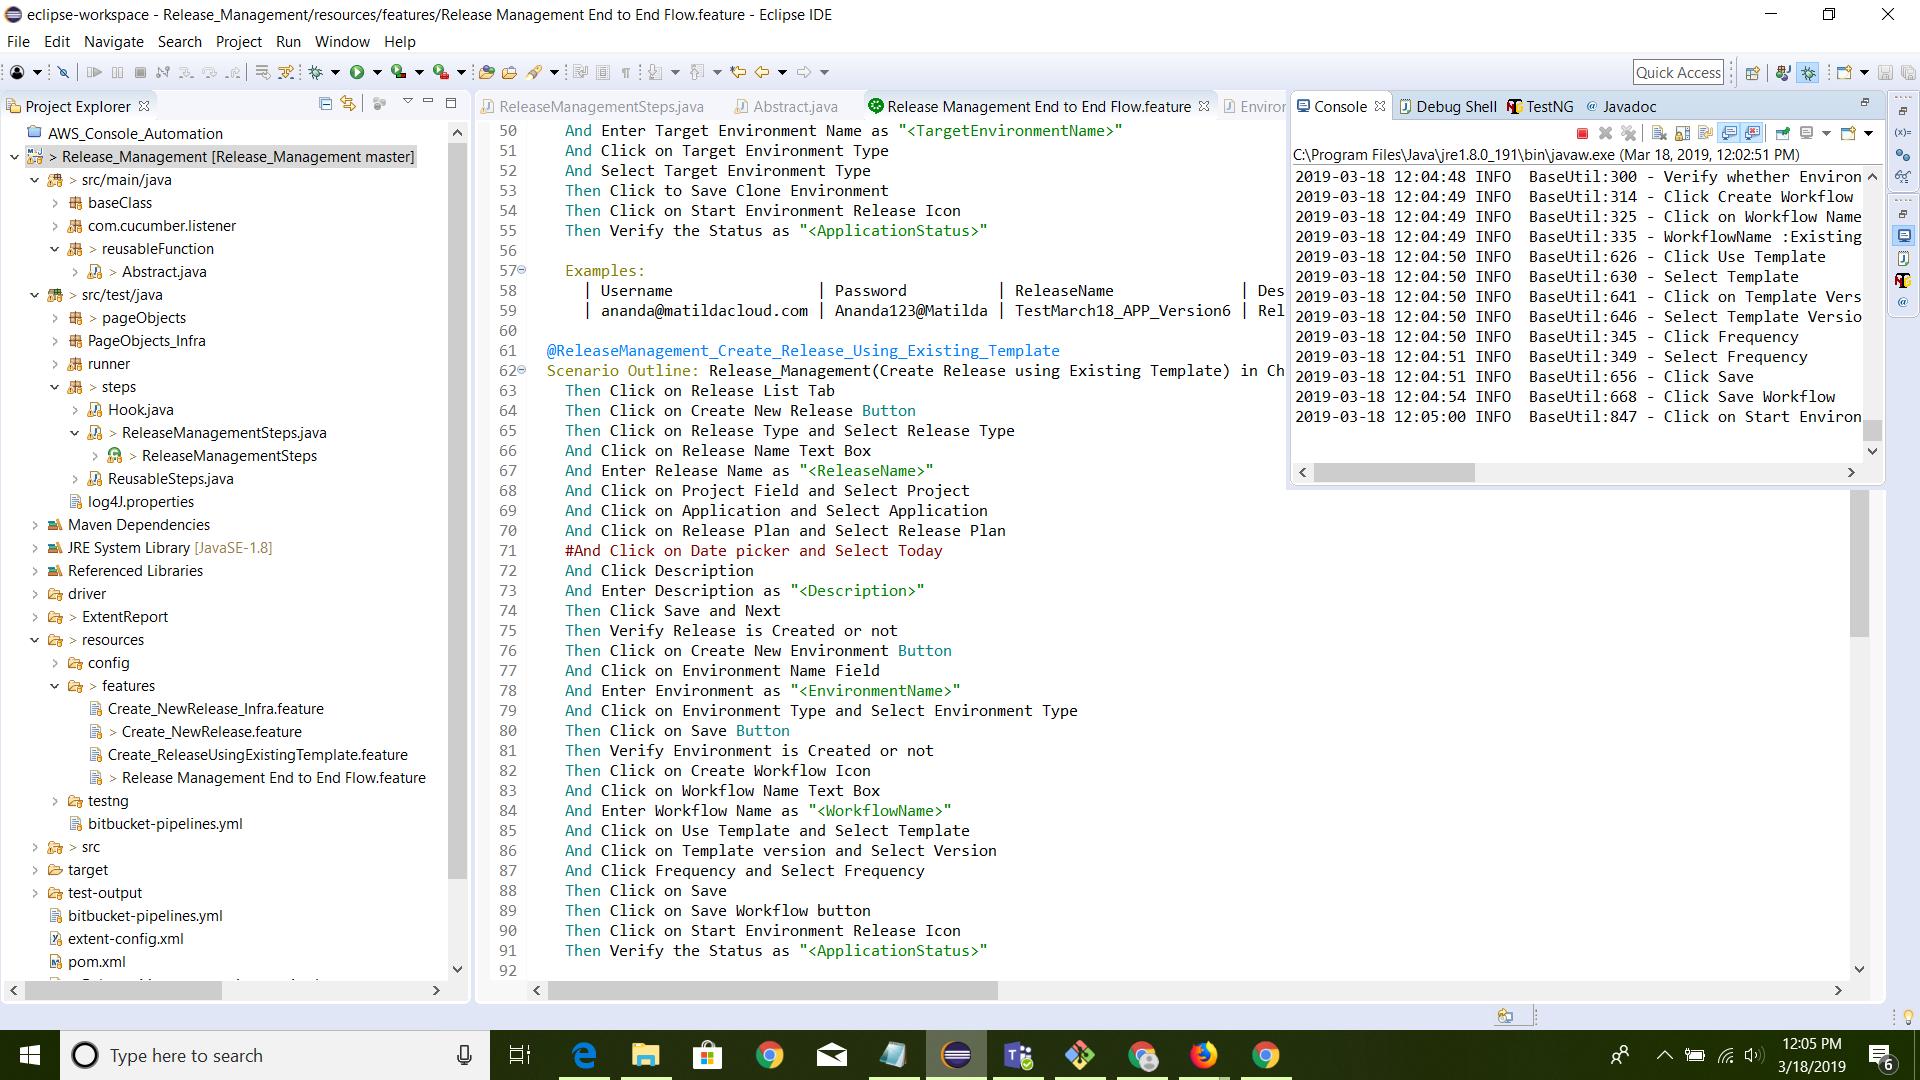 eclipse-workspace - Release_Management/resources/features/Release Management End to End Flow.feature - Eclipse IDE
File Edit Navigate Search Project Run Window Help
Quick Access
Project Explorer
AWS_Console_Automation
> Release_Management [Release_Management master]
> src/main/java
baseClass
com.cucumber.listener
> reusableFunction
> Abstract.java
> src/test/java
> pageObjects
PageObjects_Infra
runner
> steps
Hook.java
> ReleaseManagementSteps.java
> ReleaseManagementSteps
ReusableSteps.java
log4J.properties
Maven Dependencies
JRE System Library [JavaSE-1.8]
Referenced Libraries
driver
> ExtentReport
> resources
config
> features
Create_NewRelease_Infra.feature
> Create_NewRelease.feature
Create_ReleaseUsingExistingTemplate.feature
> Release Management End to End Flow.feature
testng
bitbucket-pipelines.yml
> src
target
test-output
bitbucket-pipelines.yml
extent-config.xml
pom.xml
ReleaseManagementSteps.java Abstract.java Release Management End to End Flow.feature Enviror
50 And Enter Target Environment Name as "<TargetEnvironmentName>"
51 And Click on Target Environment Type
52 And Select Target Environment Type
53 Then Click to Save Clone Environment
54 Then Click on Start Environment Release Icon
55 Then Verify the Status as "<ApplicationStatus>"
56
57 Examples:
58 | Username | Password | ReleaseName | Des
59 | ananda@matildacloud.com | Ananda123@Matilda | TestMarch18_APP_Version6 | Rel
60
61 @ReleaseManagement_Create_Release_Using_Existing_Template
62 Scenario Outline: Release_Management(Create Release using Existing Template) in Ch
63 Then Click on Release List Tab
64 Then Click on Create New Release Button
65 Then Click on Release Type and Select Release Type
66 And Click on Release Name Text Box
67 And Enter Release Name as "<ReleaseName>"
68 And Click on Project Field and Select Project
69 And Click on Application and Select Application
70 And Click on Release Plan and Select Release Plan
71 #And Click on Date picker and Select Today
72 And Click Description
73 And Enter Description as "<Description>"
74 Then Click Save and Next
75 Then Verify Release is Created or not
76 Then Click on Create New Environment Button
77 And Click on Environment Name Field
78 And Enter Environment as "<EnvironmentName>"
79 And Click on Environment Type and Select Environment Type
80 Then Click on Save Button
81 Then Verify Environment is Created or not
82 Then Click on Create Workflow Icon
83 And Click on Workflow Name Text Box
84 And Enter Workflow Name as "<WorkflowName>"
85 And Click on Use Template and Select Template
86 And Click on Template version and Select Version
87 And Click Frequency and Select Frequency
88 Then Click on Save
89 Then Click on Save Workflow button
90 Then Click on Start Environment Release Icon
91 Then Verify the Status as "<ApplicationStatus>"
92
Console Debug Shell TestNG @ Javadoc
C:\Program Files\Java\jre1.8.0_191\bin\javaw.exe (Mar 18, 2019, 12:02:51 PM)
2019-03-18 12:04:48 INFO BaseUtil:300 - Verify whether Environ
2019-03-18 12:04:49 INFO BaseUtil:314 - Click Create Workflow
2019-03-18 12:04:49 INFO BaseUtil:325 - Click on Workflow Name
2019-03-18 12:04:49 INFO BaseUtil:335 - WorkflowName :Existing
2019-03-18 12:04:50 INFO BaseUtil:626 - Click Use Template
2019-03-18 12:04:50 INFO BaseUtil:630 - Select Template
2019-03-18 12:04:50 INFO BaseUtil:641 - Click on Template Vers
2019-03-18 12:04:50 INFO BaseUtil:646 - Select Template Versio
2019-03-18 12:04:50 INFO BaseUtil:345 - Click Frequency
2019-03-18 12:04:51 INFO BaseUtil:349 - Select Frequency
2019-03-18 12:04:51 INFO BaseUtil:656 - Click Save
2019-03-18 12:04:54 INFO BaseUtil:668 - Click Save Workflow
2019-03-18 12:05:00 INFO BaseUtil:847 - Click on Start Environ
Type here to search
12:05 PM
3/18/2019
6